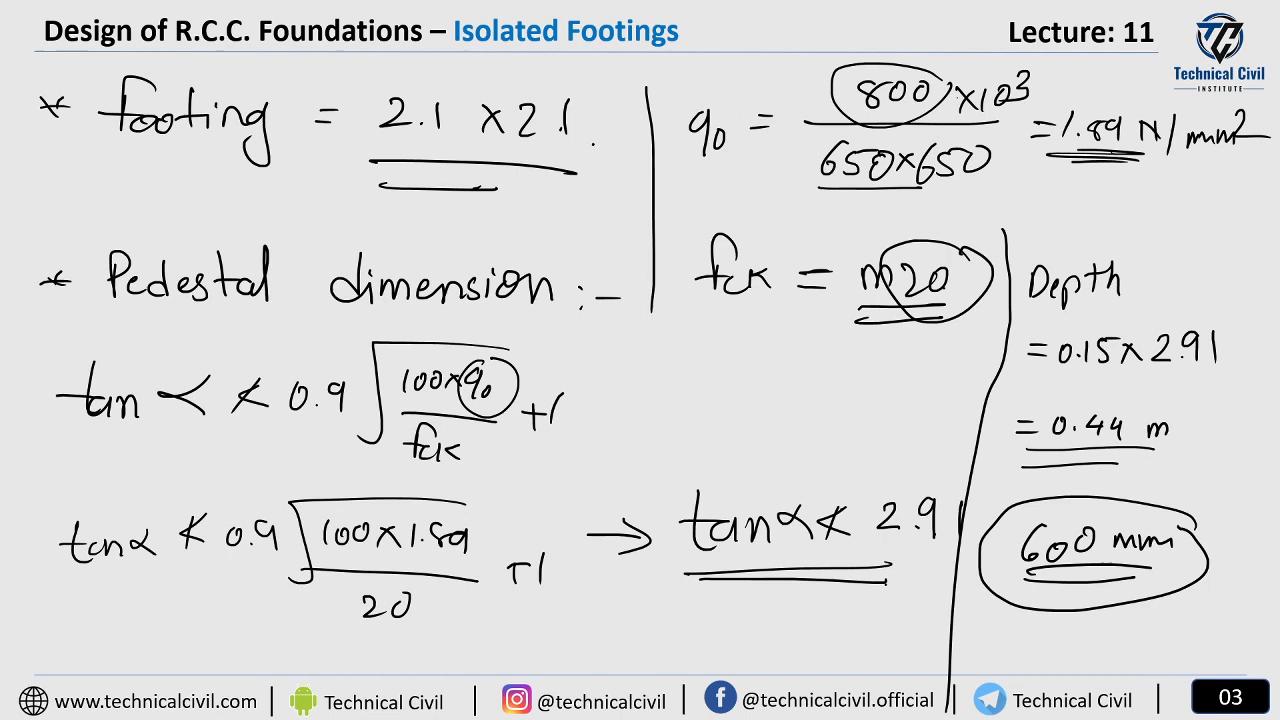 Design of R.C.C. Foundations – Isolated Footings
Lecture: 11
Technical Civil
INSTITUTE
* footing = 2.1 × 2.1.
q₀ = 800 × 10³ / 650 × 650 = 1.89 N/mm²
* Pedestal dimension :-
fck = m20
tan ∝ ≮ 0.9 √(100 × q₀ / fck +1)
tan ∝ ≮ 0.9 √(100 × 1.89 / 20 +1) → tan ∝ ≮ 2.91
Depth
= 0.15 × 2.91
= 0.44 m
600 mm
www.technicalcivil.com | Technical Civil | @technicalcivil | @technicalcivil.official | Technical Civil | 03